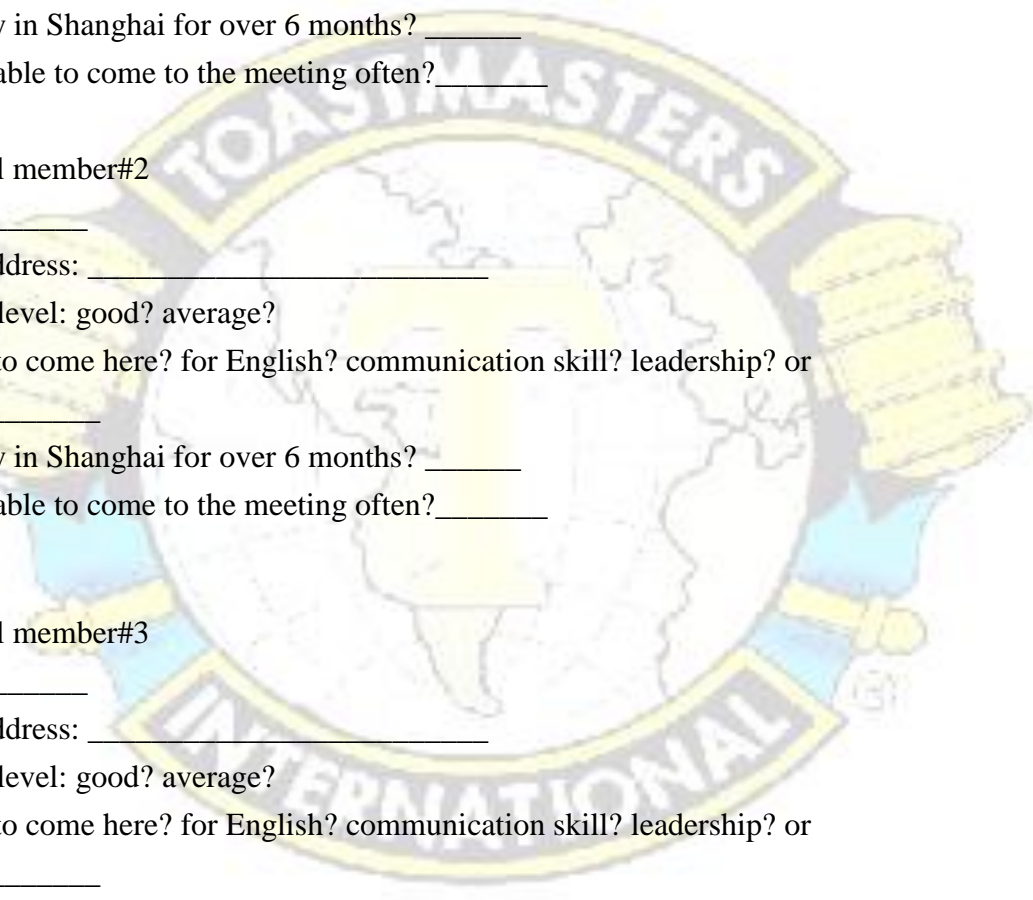 y in Shanghai for over 6 months? ______
able to come to the meeting often?_______
l member#2
______
ddress: _________________________
level: good? average?
to come here? for English? communication skill? leadership? or
_______
y in Shanghai for over 6 months? ______
able to come to the meeting often?_______
l member#3
______
ddress: _________________________
level: good? average?
to come here? for English? communication skill? leadership? or
_______
TOASTMASTERS
INTERNATIONAL